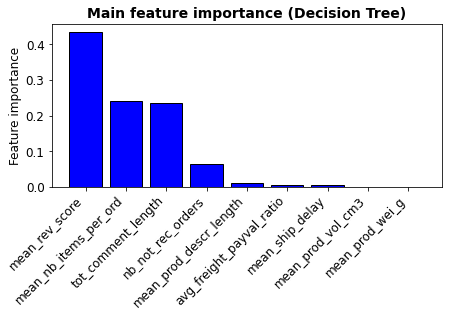 Main feature importance (Decision Tree)
Feature importance
0.4
0.3
0.2
0.1
0.0
mean_rev_score
mean_nb_items_per_ord
tot_comment_length
nb_not_rec_orders
mean_prod_descr_length
avg_freight_payval_ratio
mean_ship_delay
mean_prod_vol_cm3
mean_prod_wei_g